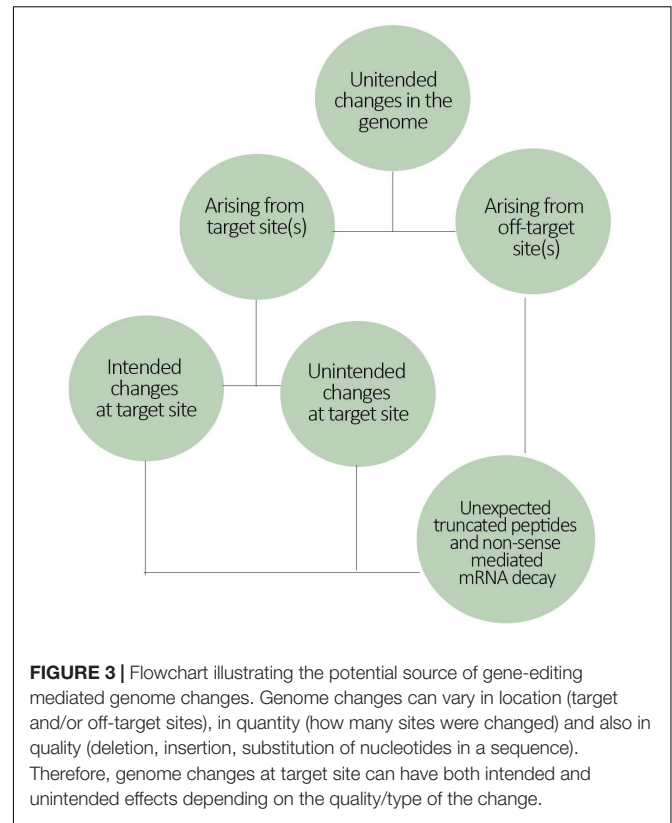 Unitended
changes in the
genome
Arising from
target site(s)
Arising from
off-target
site(s)
Intended
changes
at target site
Unintended
changes
at target site
Unexpected
truncated peptides
and non-sense
mediated
mRNA decay
FIGURE 3 | Flowchart illustrating the potential source of gene-editing
mediated genome changes. Genome changes can vary in location (target
and/or off-target sites), in quantity (how many sites were changed) and also in
quality (deletion, insertion, substitution of nucleotides in a sequence).
Therefore, genome changes at target site can have both intended and
unintended effects depending on the quality/type of the change.